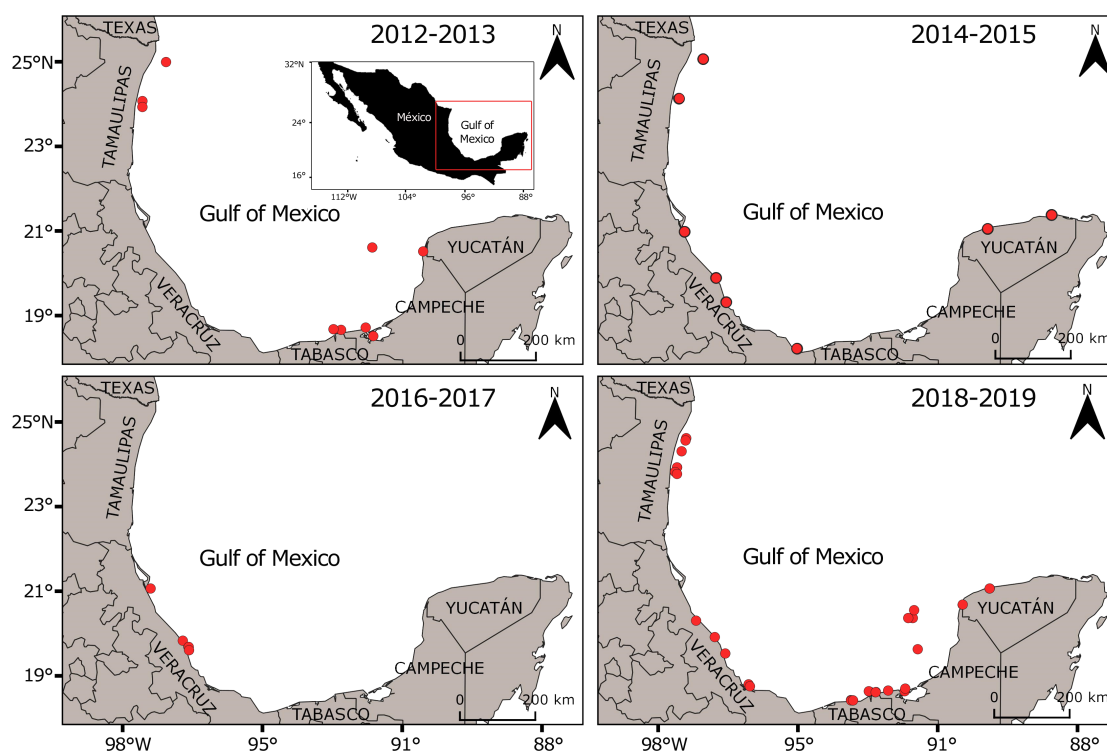 TEXAS
2012-2013
N
25°N
TAMAULIPAS
32°N
México
Gulf of
Mexico
24°
16°
112°W
104°
96°
88°
23°
Gulf of Mexico
21°
YUCATÁN
VERACRUZ
CAMPECHE
19°
TABASCO
0
200 km
TEXAS
2014-2015
N
TAMAULIPAS
Gulf of Mexico
YUCATÁN
VERACRUZ
CAMPECHE
TABASCO
0
200 km
TEXAS
2016-2017
N
25°
TAMAULIPAS
23°
Gulf of Mexico
21°
YUCATÁN
VERACRUZ
CAMPECHE
19°
TABASCO
0
200 km
98°W
95°
91°
88°
TEXAS
2018-2019
N
TAMAULIPAS
Gulf of Mexico
YUCATÁN
VERACRUZ
CAMPECHE
TABASCO
0
200 km
98°W
95°
91°
88°